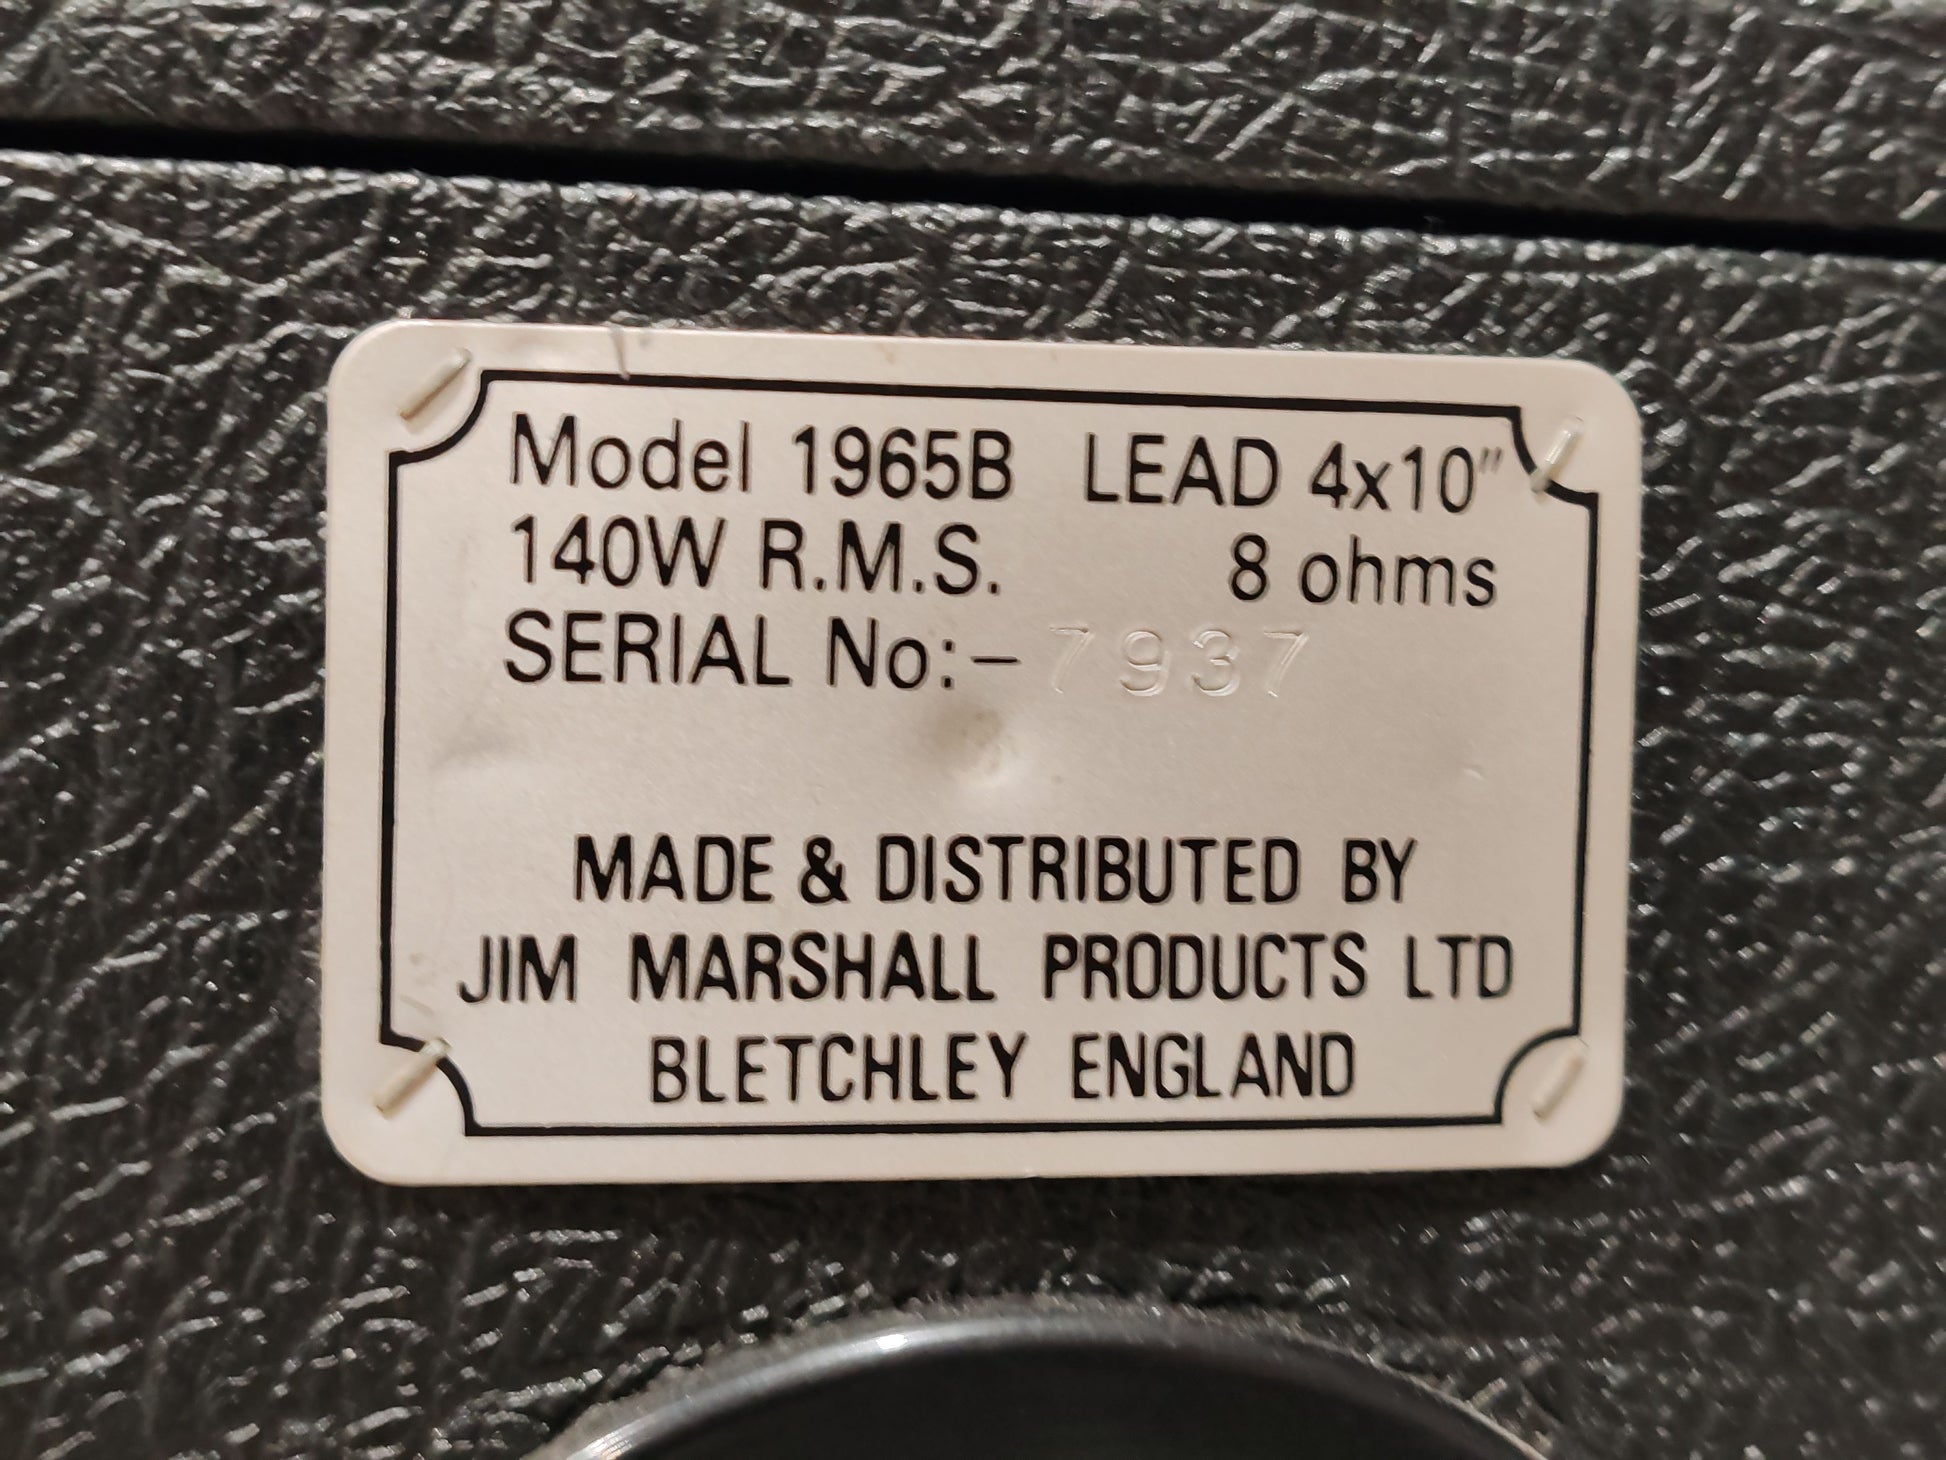 Model 1965B LEAD 4x10"
140W R.M.S. 8 ohms
SERIAL No:- 7937
MADE & DISTRIBUTED BY
JIM MARSHALL PRODUCTS LTD
BLETCHLEY ENGLAND